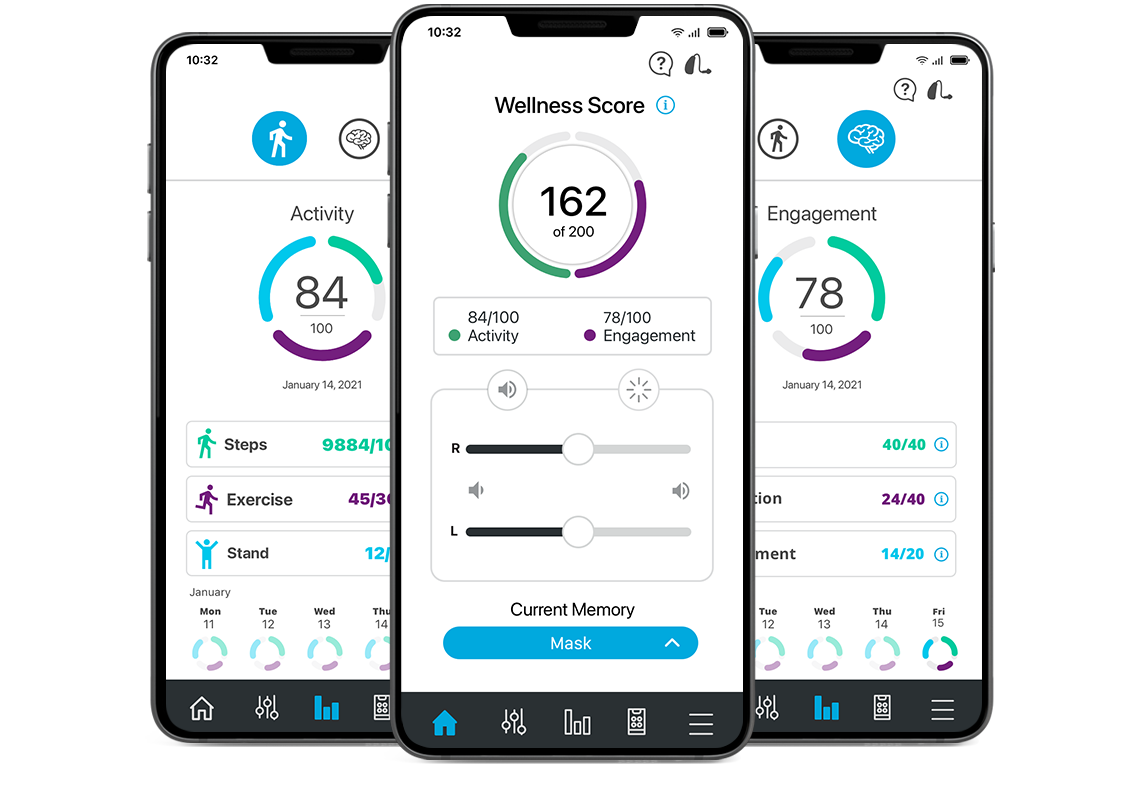 10:32
Activity
84
100
January 14, 2021
Steps 9884/10
Exercise 45/30
Stand 12/
January
Mon Tue Wed Thu
11 12 13 14
10:32
?
Wellness Score i
162
of 200
84/100 78/100
Activity Engagement
R
L
Current Memory
Mask
?
Engagement
78
100
January 14, 2021
40/40 i
24/40 i
14/20 i
Tue Wed Thu Fri
12 13 14 15